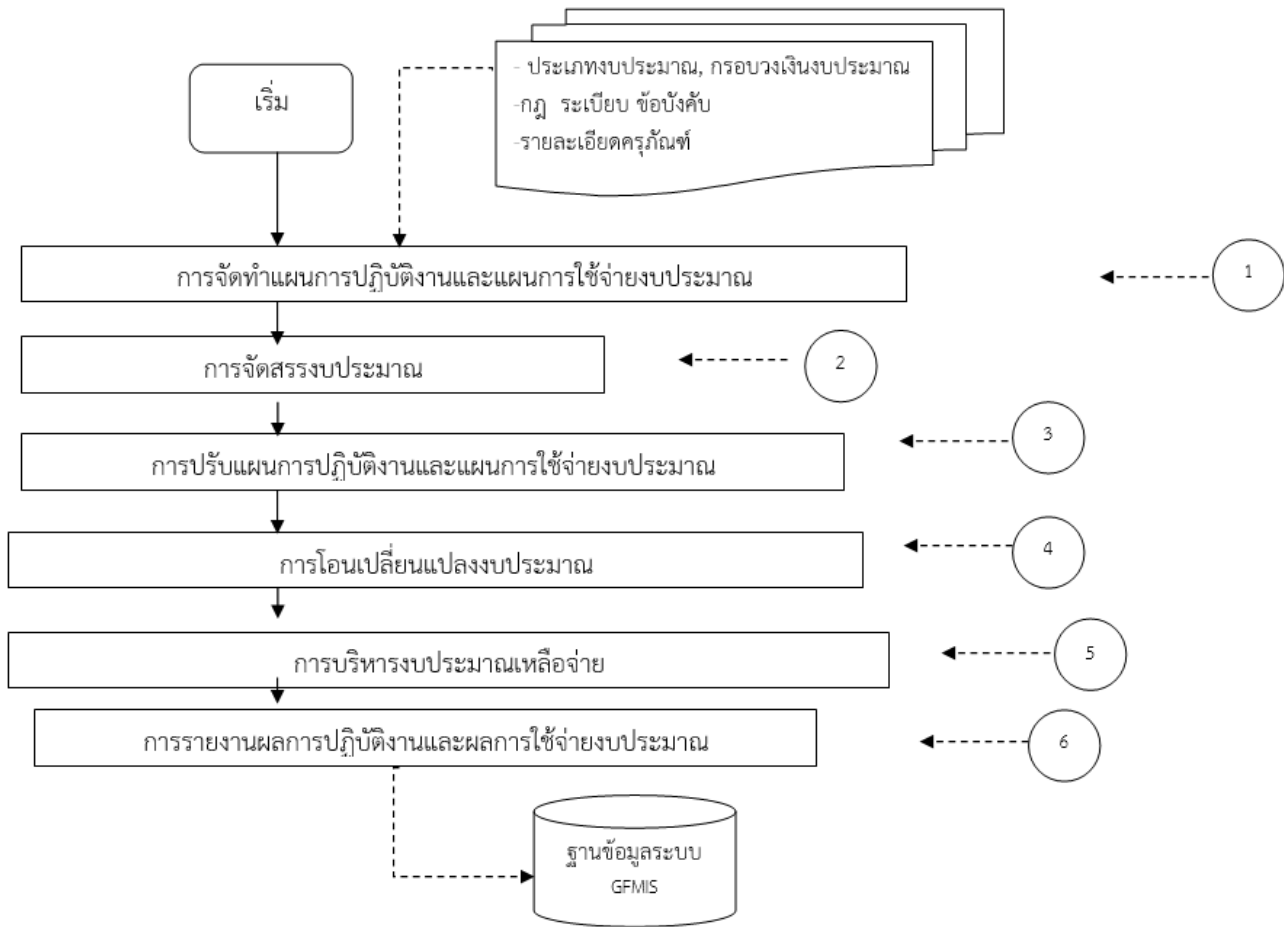 เริ่ม
- ประเภทงบประมาณ, กรอบวงเงินงบประมาณ
-กฎ ระเบียบ ข้อบังคับ
-รายละเอียดครุภัณฑ์
การจัดทำแผนการปฏิบัติงานและแผนการใช้จ่ายงบประมาณ
1
การจัดสรรงบประมาณ
2
การปรับแผนการปฏิบัติงานและแผนการใช้จ่ายงบประมาณ
3
การโอนเปลี่ยนแปลงงบประมาณ
4
การบริหารงบประมาณเหลือจ่าย
5
การรายงานผลการปฏิบัติงานและผลการใช้จ่ายงบประมาณ
6
ฐานข้อมูลระบบ
GFMIS